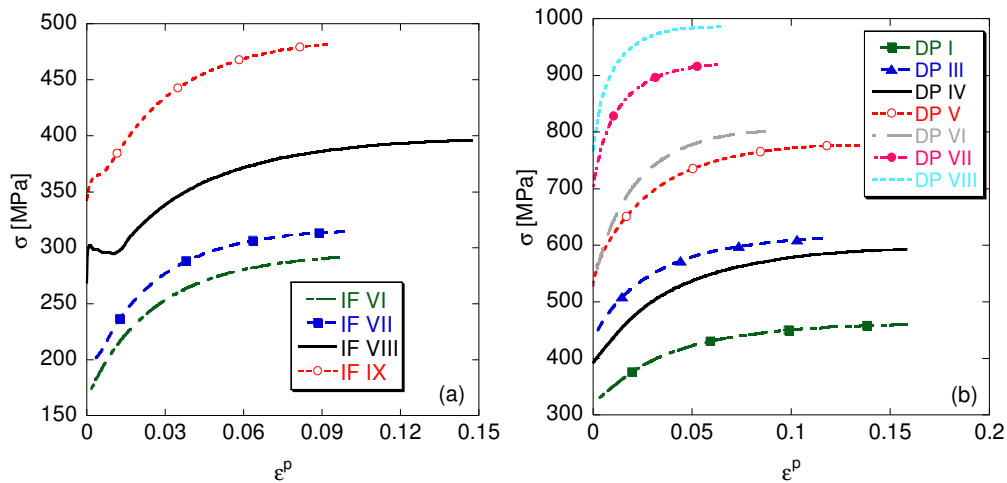 500
450
400
350
300
250
200
150
σ [MPa]
0
0.03
0.06
0.09
0.12
0.15
ε^p
IF VI
IF VII
IF VIII
IF IX
(a)
1000
900
800
700
600
500
400
300
σ [MPa]
0
0.05
0.1
0.15
0.2
ε^p
DP I
DP III
DP IV
DP V
DP VI
DP VII
DP VIII
(b)